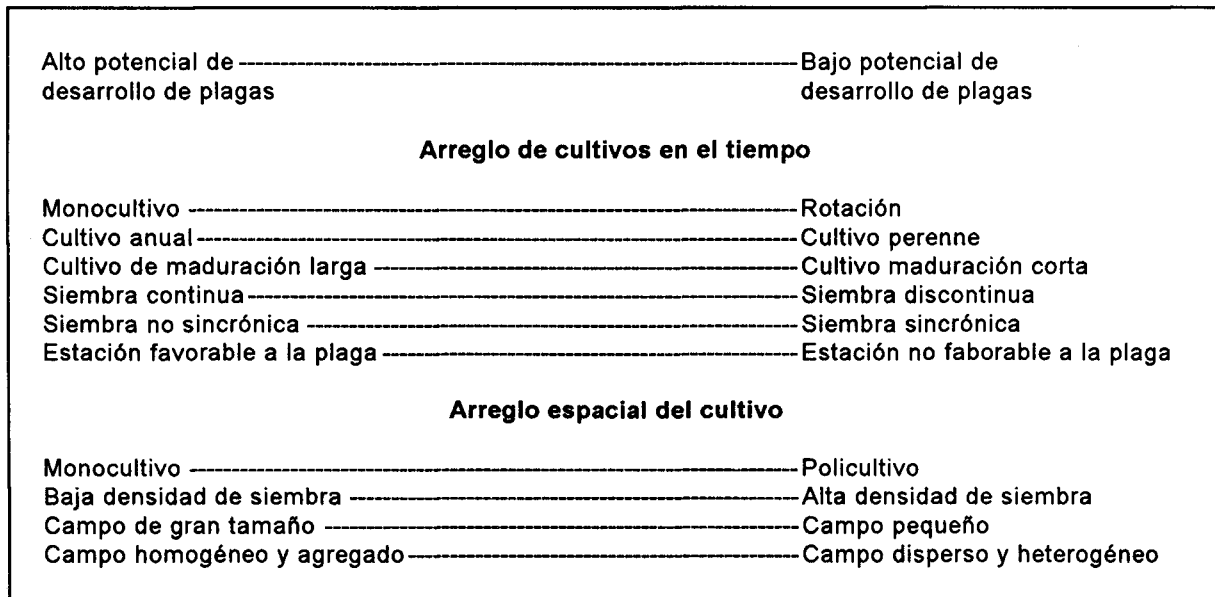 Alto potencial de ------------------------------ Bajo potencial de
desarrollo de plagas desarrollo de plagas
Arreglo de cultivos en el tiempo
Monocultivo ------------------------------ Rotación
Cultivo anual ------------------------------ Cultivo perenne
Cultivo de maduración larga ------------------------------ Cultivo maduración corta
Siembra continua ------------------------------ Siembra discontinua
Siembra no sincrónica ------------------------------ Siembra sincrónica
Estación favorable a la plaga ------------------------------ Estación no faborable a la plaga
Arreglo espacial del cultivo
Monocultivo ------------------------------ Policultivo
Baja densidad de siembra ------------------------------ Alta densidad de siembra
Campo de gran tamaño ------------------------------ Campo pequeño
Campo homogéneo y agregado ------------------------------ Campo disperso y heterogéneo